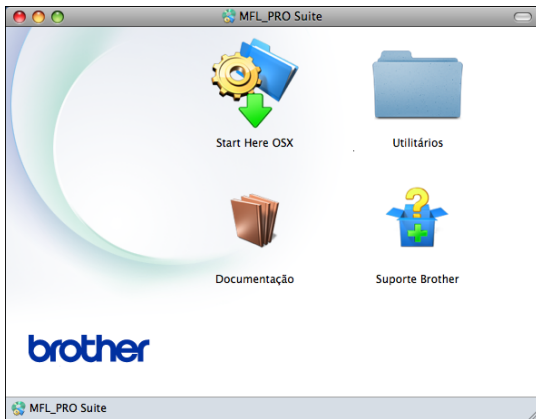 MFL_PRO Suite
Start Here OSX
Utilitários
Documentação
Suporte Brother
brother
MFL_PRO Suite